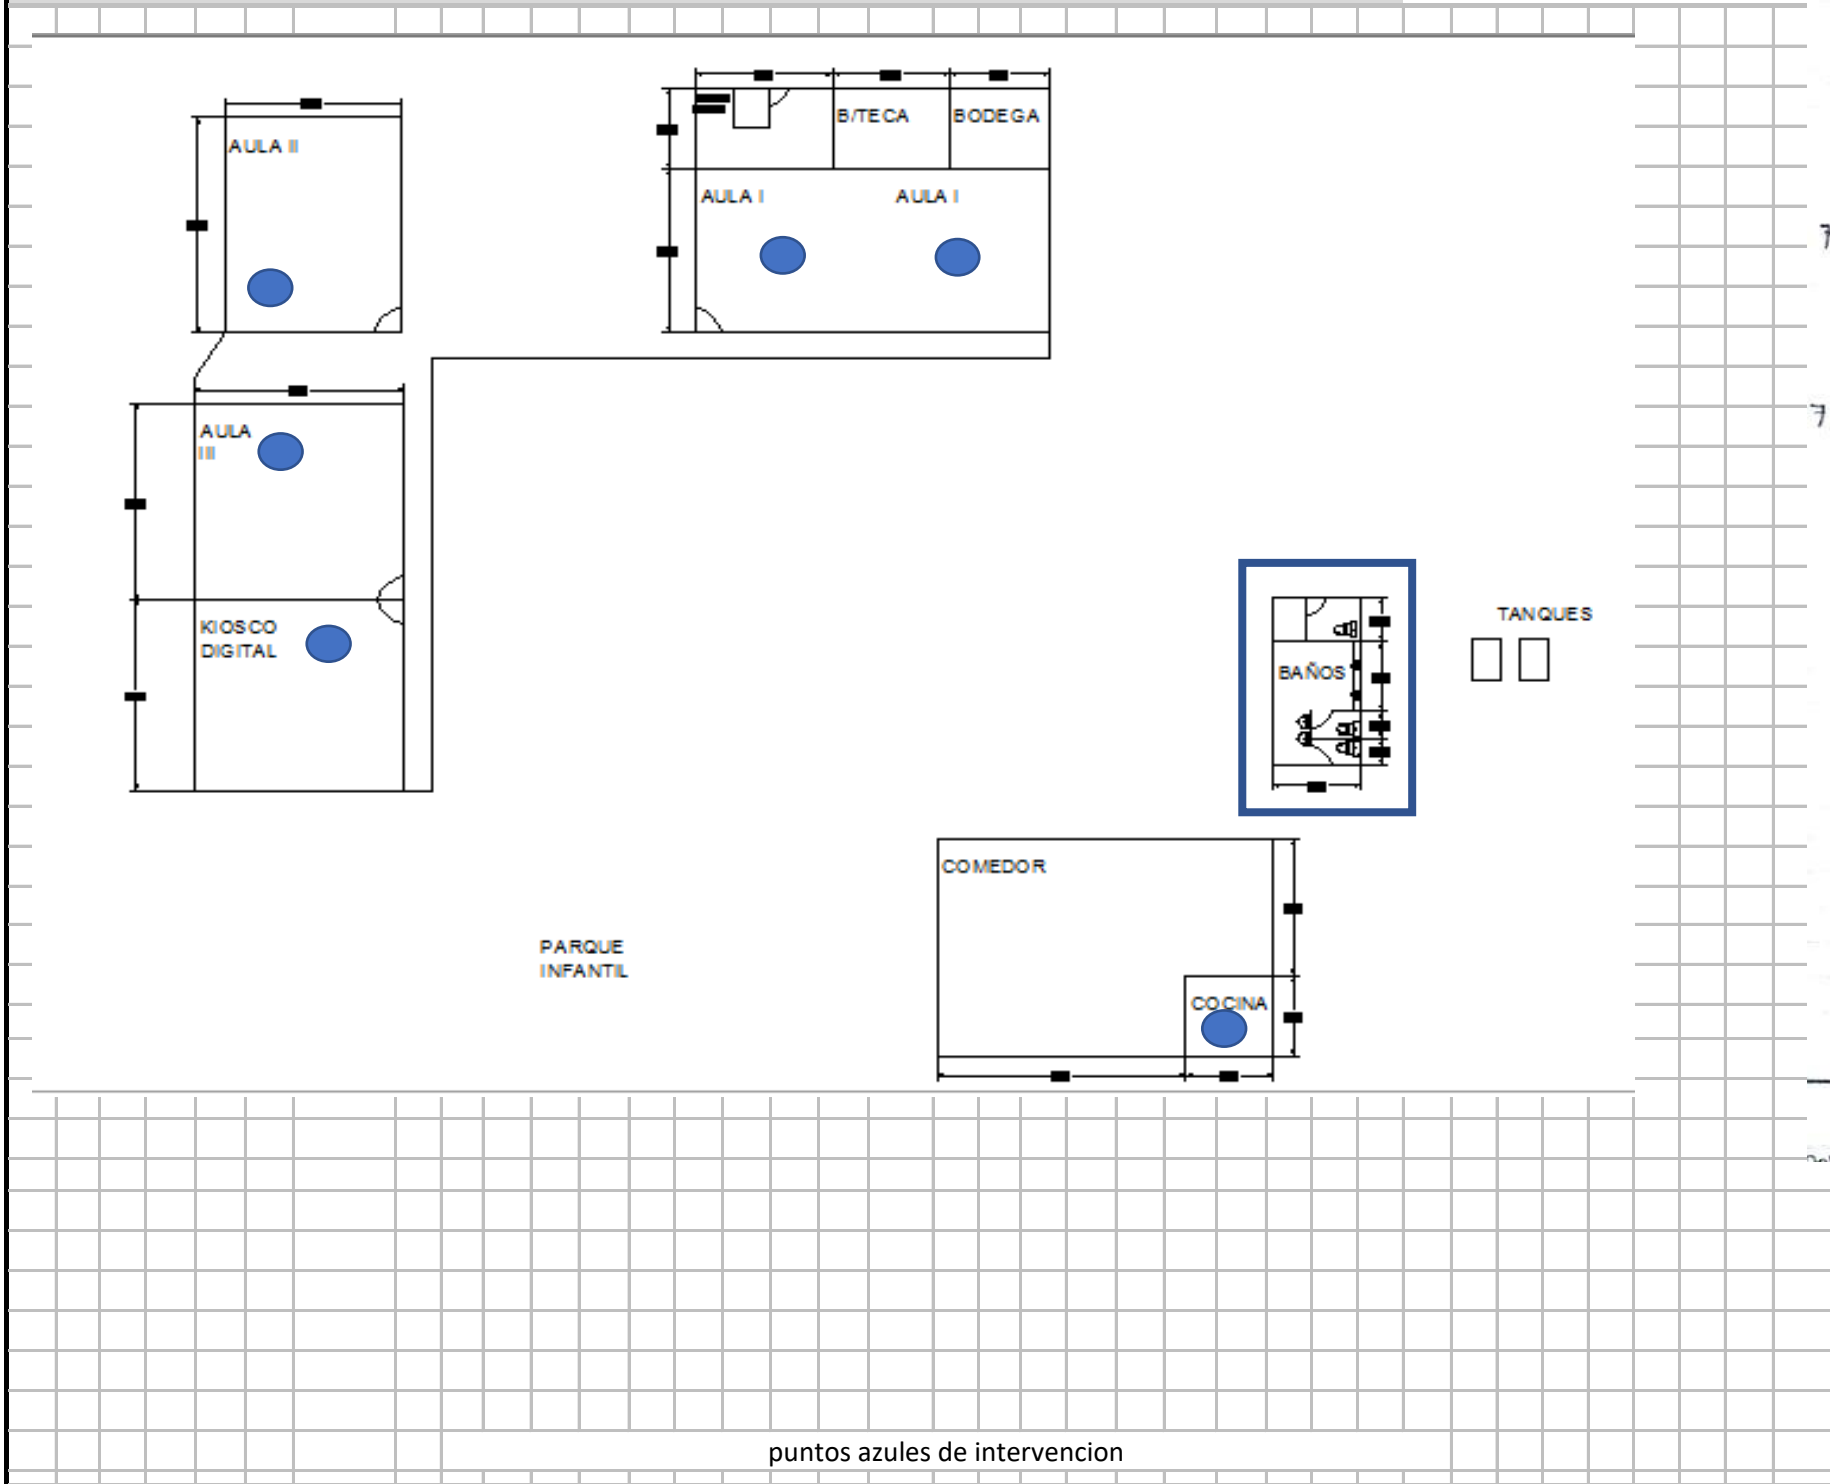 B/TECA
BODEGA
AULA II
AULA I
AULA I
AULA
III
KIOSCO
DIGITAL
TANQUES
BAÑOS
COMEDOR
PARQUE
INFANTIL
COCINA
puntos azules de intervencion